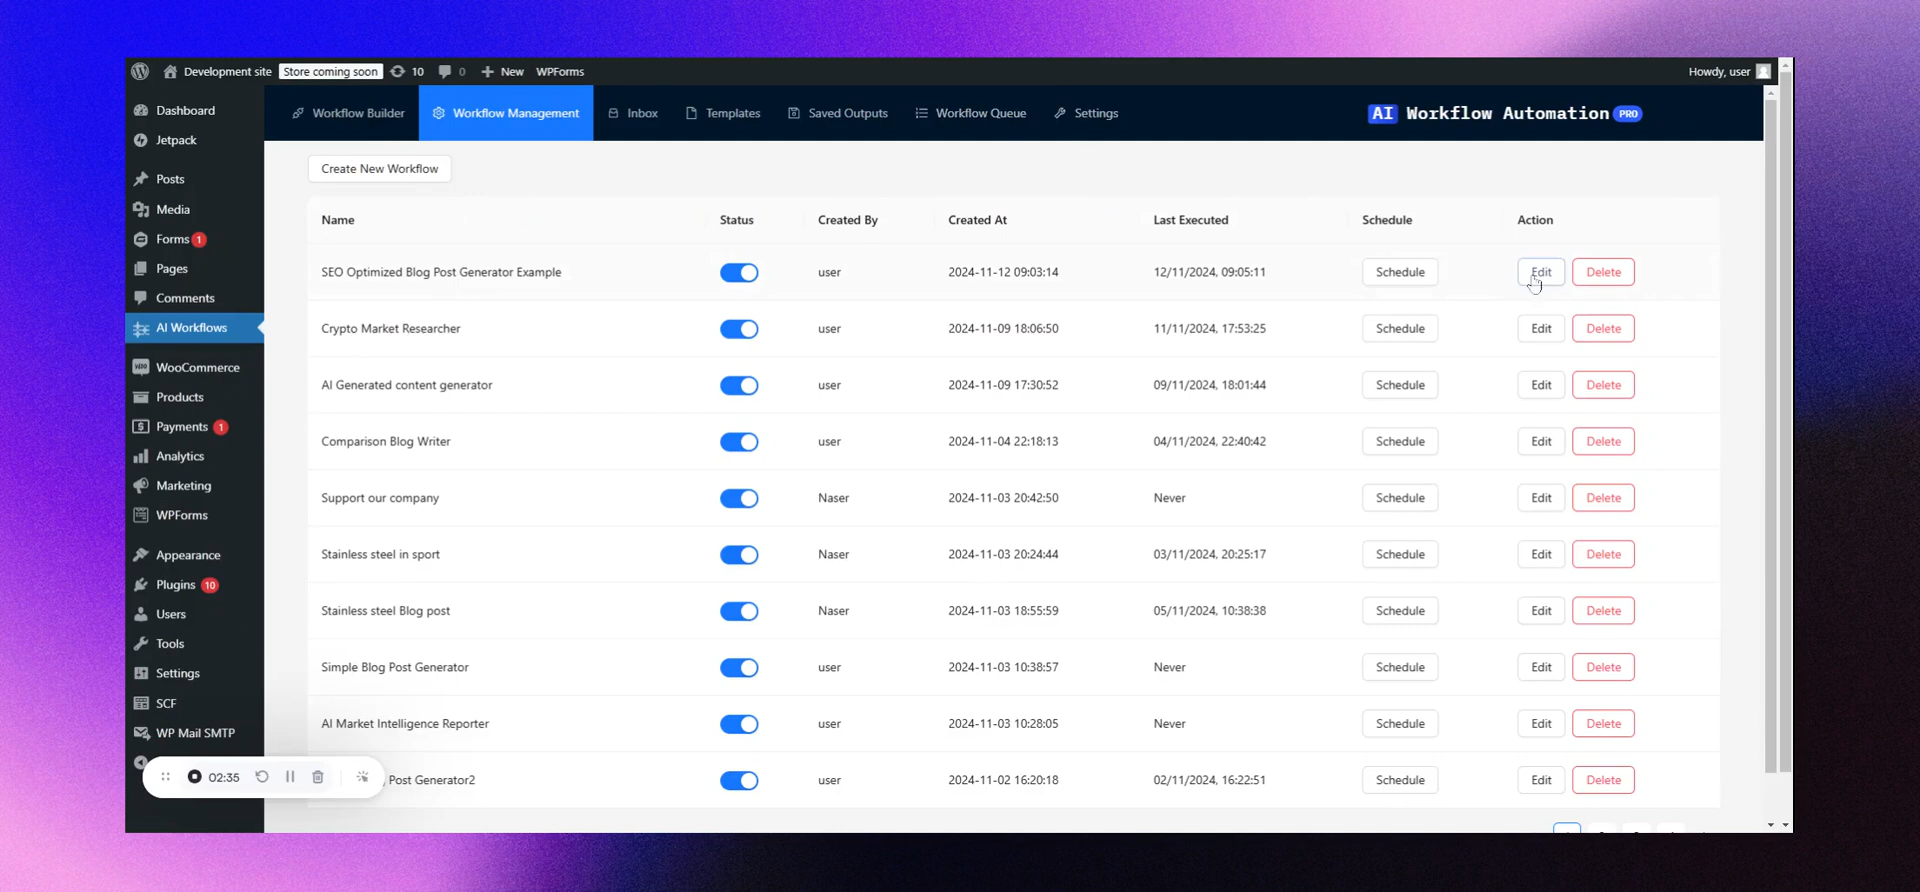 Development site Store coming soon 10 0 New WPForms Howdy, user
Dashboard
Jetpack
Posts
Media
Forms 1
Pages
Comments
AI Workflows
WooCommerce
Products
Payments 1
Analytics
Marketing
WPForms
Appearance
Plugins 10
Users
Tools
Settings
SCF
WP Mail SMTP
02:35
Workflow Builder Workflow Management Inbox Templates Saved Outputs Workflow Queue Settings AI Workflow Automation PRO
Create New Workflow
Name Status Created By Created At Last Executed Schedule Action
SEO Optimized Blog Post Generator Example user 2024-11-12 09:03:14 12/11/2024, 09:05:11 Schedule Edit Delete
Crypto Market Researcher user 2024-11-09 18:06:50 11/11/2024, 17:53:25 Schedule Edit Delete
AI Generated content generator user 2024-11-09 17:30:52 09/11/2024, 18:01:44 Schedule Edit Delete
Comparison Blog Writer user 2024-11-04 22:18:13 04/11/2024, 22:40:42 Schedule Edit Delete
Support our company Naser 2024-11-03 20:42:50 Never Schedule Edit Delete
Stainless steel in sport Naser 2024-11-03 20:24:44 03/11/2024, 20:25:17 Schedule Edit Delete
Stainless steel Blog post Naser 2024-11-03 18:55:59 05/11/2024, 10:38:38 Schedule Edit Delete
Simple Blog Post Generator user 2024-11-03 10:38:57 Never Schedule Edit Delete
AI Market Intelligence Reporter user 2024-11-03 10:28:05 Never Schedule Edit Delete
Post Generator2 user 2024-11-02 16:20:18 02/11/2024, 16:22:51 Schedule Edit Delete